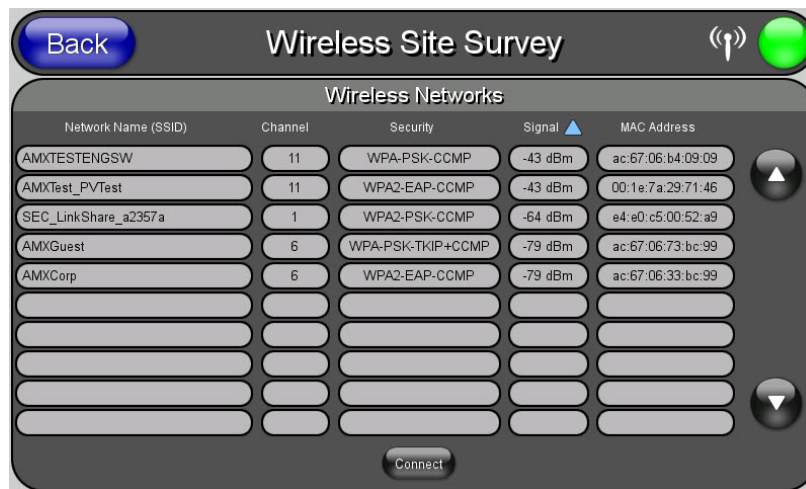 Back
Wireless Site Survey
Wireless Networks
Network Name (SSID) Channel Security Signal MAC Address
AMXTESTENGSW 11 WPA-PSK-CCMP -43 dBm ac:67:06:b4:09:09
AMXTest_PVTest 11 WPA2-EAP-CCMP -43 dBm 00:1e:7a:29:71:46
SEC_LinkShare_a2357a 1 WPA2-PSK-CCMP -64 dBm e4:e0:c5:00:52:a9
AMXGuest 6 WPA-PSK-TKIP+CCMP -79 dBm ac:67:06:73:bc:99
AMXCorp 6 WPA2-EAP-CCMP -79 dBm ac:67:06:33:bc:99
Connect